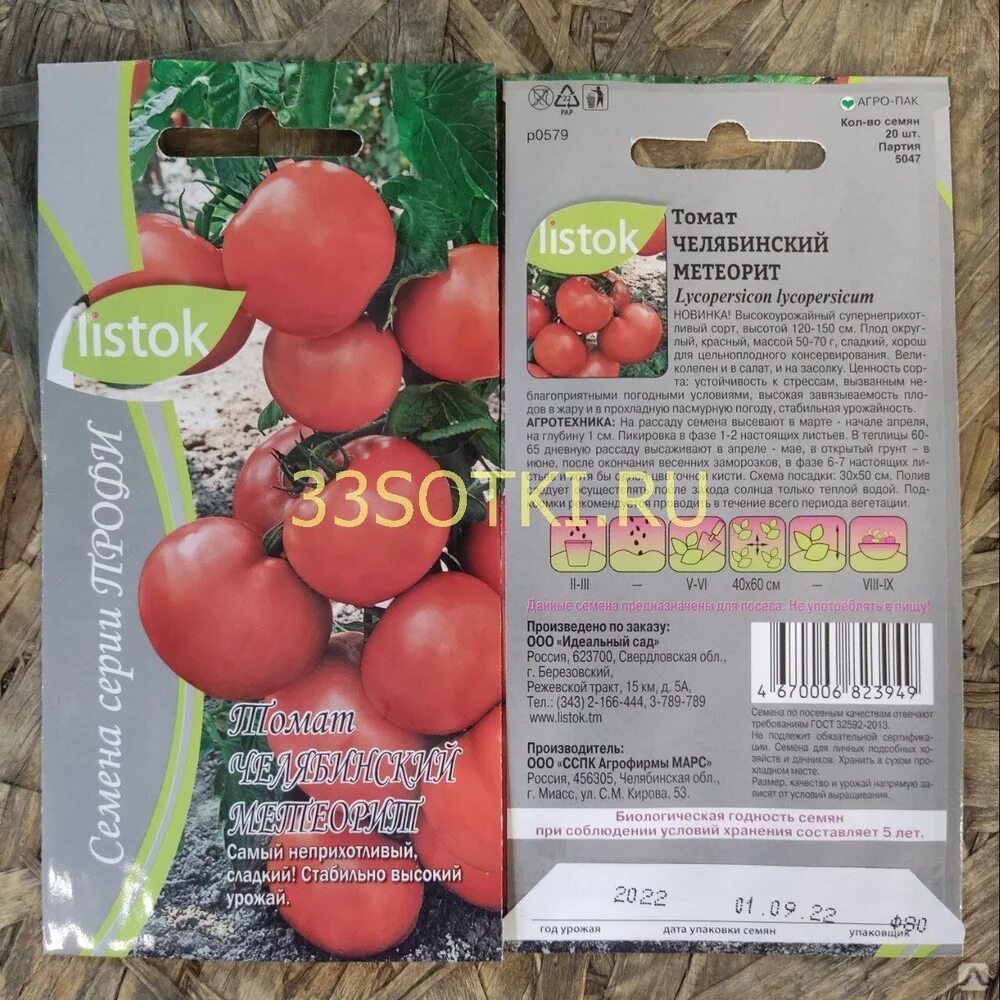 listok
Семена серии ПРОФИ
Томат
ЧЕЛЯБИНСКИЙ
МЕТЕОРИТ
Самый неприхотливый,
сладкий! Стабильно высокий
урожай.
22
PAP
р0579
АГРО-ПАК
Кол-во семян
20 шт.
Партия
5047
listok
Томат
ЧЕЛЯБИНСКИЙ
МЕТЕОРИТ
Lycopersicon lycopersicum
НОВИНКА! Высокоурожайный супернеприхот-
ливый сорт, высотой 120-150 см. Плод округ-
лый, красный, массой 50-70 г, сладкий, хорош
для цельноплодного консервирования. Вели-
колепен и в салат, и на засолку. Ценность сор-
та: устойчивость к стрессам, вызванным не-
благоприятными погодными условиями, высокая завязываемость пло-
дов в жару и в прохладную пасмурную погоду, стабильная урожайность.
АГРОТЕХНИКА: На рассаду семена высевают в марте - начале апреля,
на глубину 1 см. Пикировка в фазе 1-2 настоящих листьев. В теплицы 60-
65 дневную рассаду высаживают в апреле - мае, в открытый грунт – в
июне, после окончания весенних заморозков, в фазе 6-7 настоящих лис-
цветочной кисти. Схема посадки: 30х50 см. Полив
после захода солнца только теплой водой. Под-
рекомендуется проводить в течение всего периода вегетации.
33SOTKI.RU
II-III – V-VI 40х60 см – VIII-IX
Данные семена предназначены для посева. Не употреблять в пищу!
Произведено по заказу:
ООО «Идеальный сад»
Россия, 623700, Свердловская обл.,
г. Березовский,
Режевской тракт, 15 км, д. 5А,
Тел.: (343) 2-166-444, 3-789-789
www.listok.tm
Производитель:
ООО «ССПК Агрофирмы МАРС»
Россия, 456305, Челябинская обл.,
г. Миасс, ул. С.М. Кирова, 53.
4 670006 823949
Семена по посевным качествам отвечают
требованиям ГОСТ 32592-2013.
Не подлежит обязательной сертифика-
ции. Семена для личных подсобных хо-
зяйств и дачников. Хранить в сухом про-
хладном месте.
Размер, качество и урожай напрямую за-
висят от условий выращивания.
Биологическая годность семян
при соблюдении условий хранения составляет 5 лет.
2022 01.09.22 Ф80
год урожая дата упаковки семян упаковщик